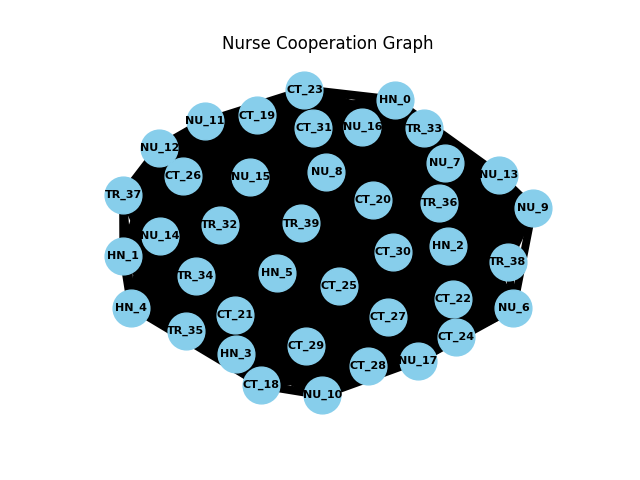 Nurse Cooperation Graph
CT_23
HN_0
CT_19
NU_11
CT_31
NU_16
TR_33
NU_12
NU_7
NU_8
NU_13
CT_26
NU_15
TR_37
CT_20
TR_36
NU_9
TR_32
TR_39
NU_14
HN_2
CT_30
HN_1
TR_38
HN_5
TR_34
CT_25
CT_22
HN_4
NU_6
CT_21
CT_27
TR_35
CT_24
CT_29
HN_3
NU_17
CT_28
CT_18
NU_10